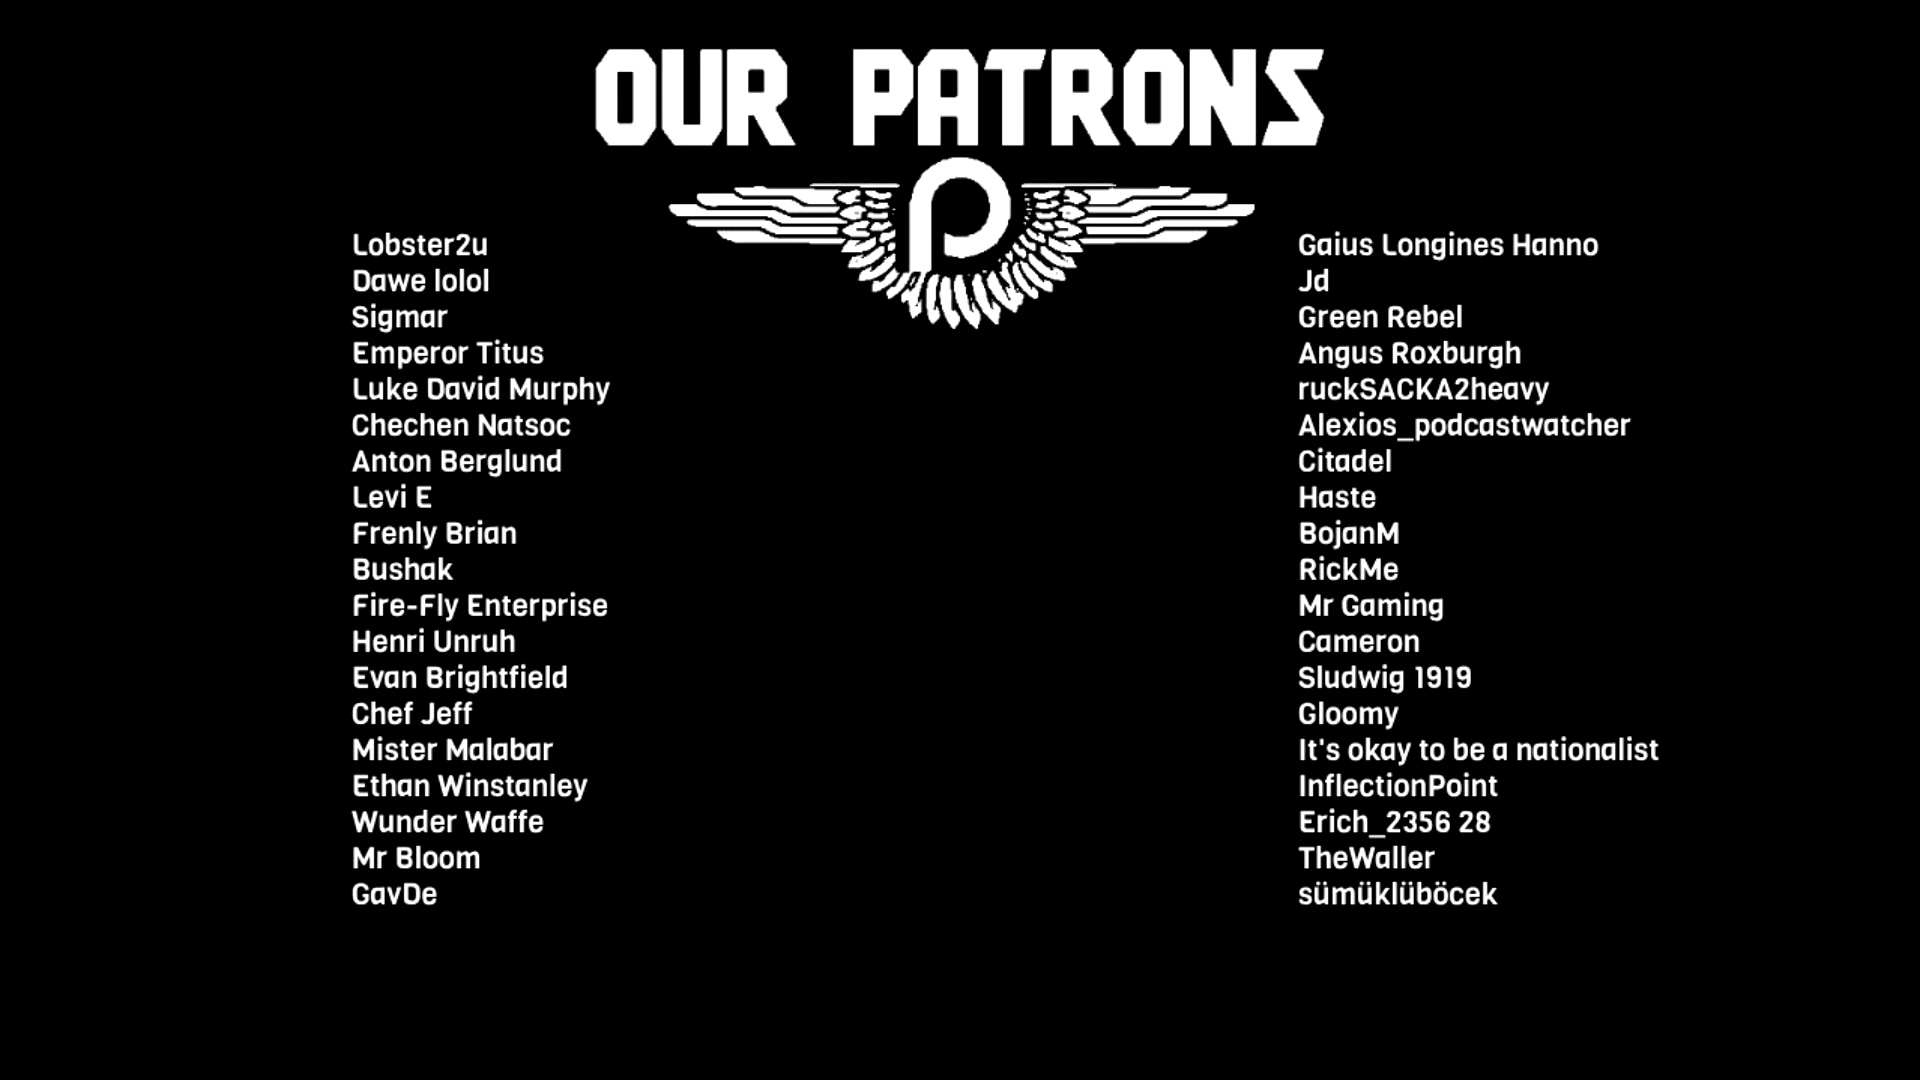 OUR PATRONS
Lobster2u
Dawe lolol
Sigmar
Emperor Titus
Luke David Murphy
Chechen Natsoc
Anton Berglund
Levi E
Frenly Brian
Bushak
Fire-Fly Enterprise
Henri Unruh
Evan Brightfield
Chef Jeff
Mister Malabar
Ethan Winstanley
Wunder Waffe
Mr Bloom
GavDe
Gaius Longines Hanno
Jd
Green Rebel
Angus Roxburgh
ruckSACKA2heavy
Alexios_podcastwatcher
Citadel
Haste
BojanM
RickMe
Mr Gaming
Cameron
Sludwig 1919
Gloomy
It's okay to be a nationalist
InflectionPoint
Erich_2356 28
TheWaller
sümüklüböcek